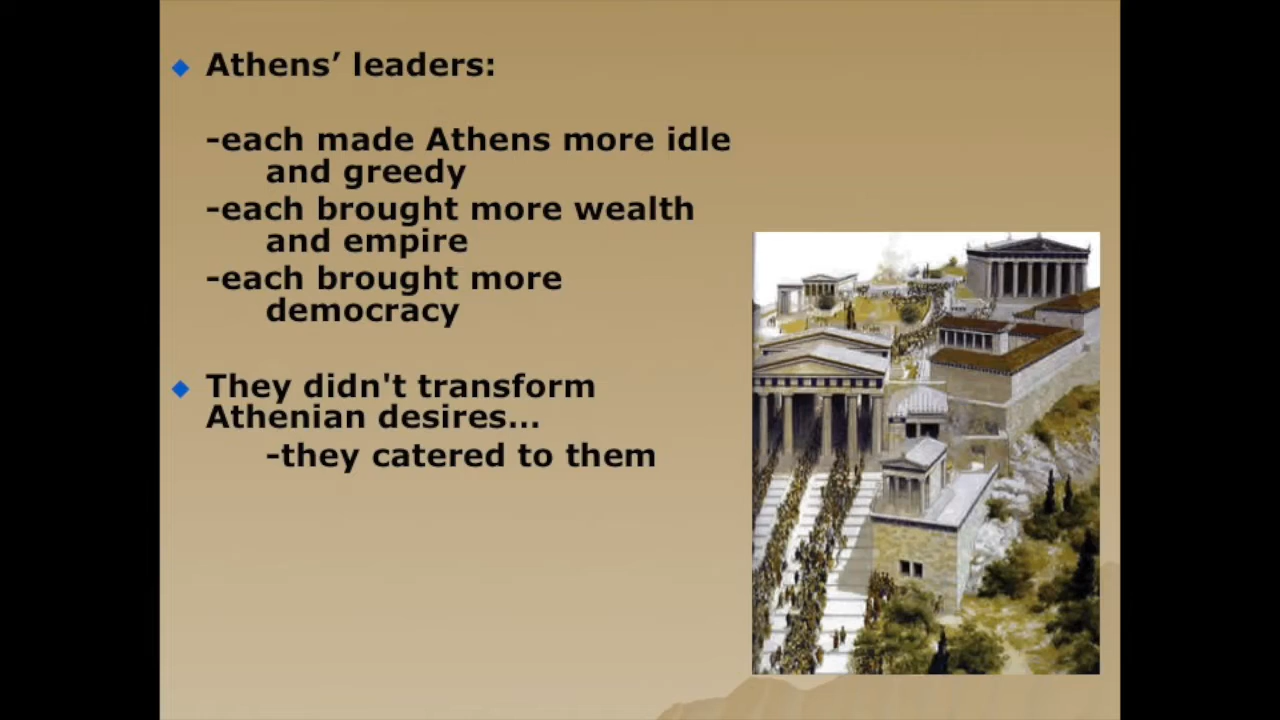 Athens’ leaders:
-each made Athens more idle
and greedy
-each brought more wealth
and empire
-each brought more
democracy
They didn't transform
Athenian desires...
-they catered to them